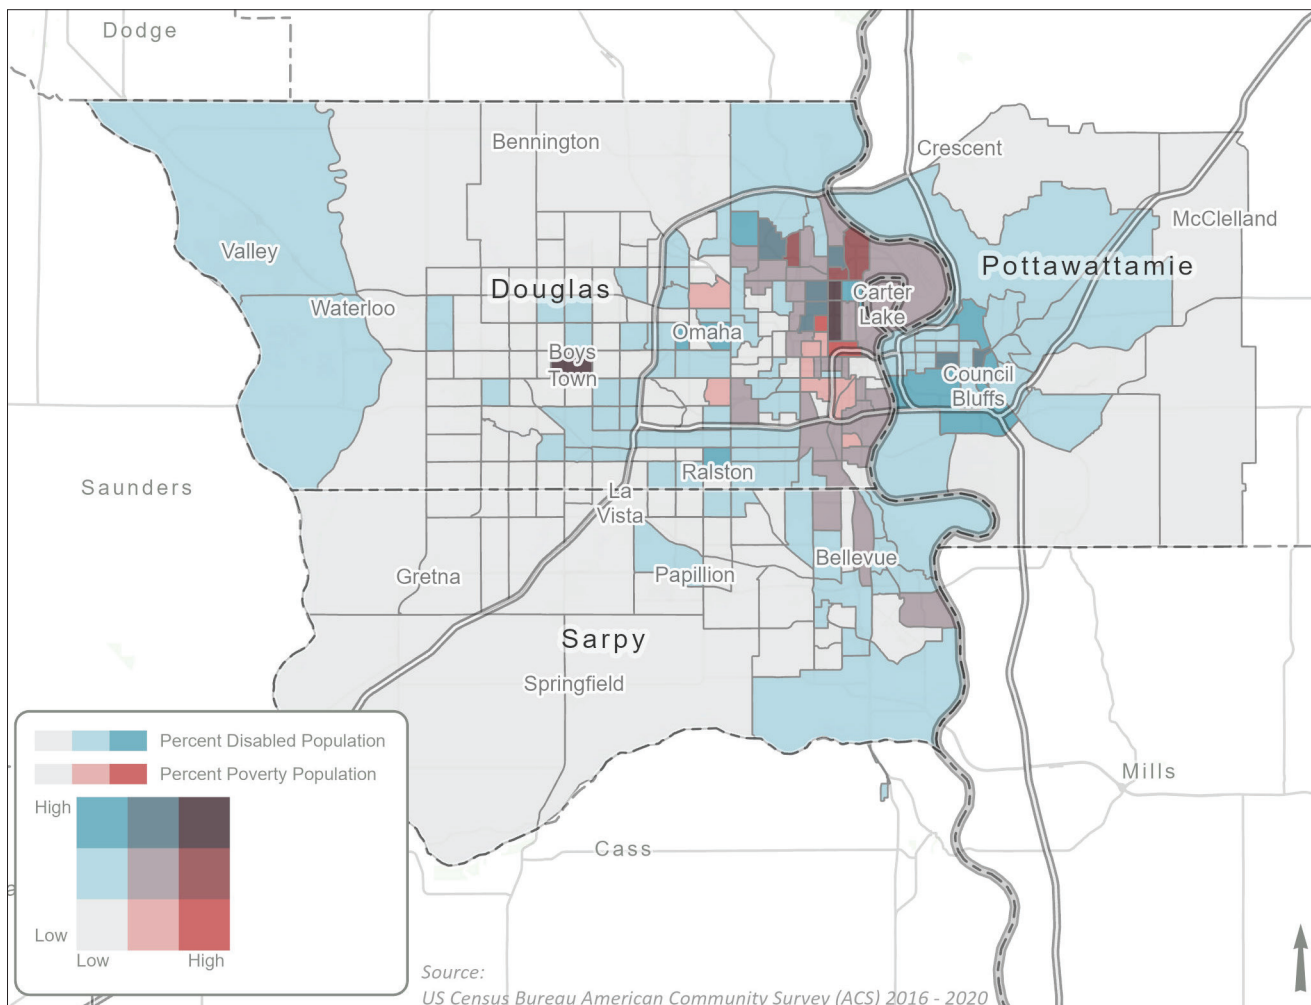 Dodge
Bennington
Crescent
McClelland
Valley
Pottawattamie
Douglas
Waterloo
Carter
Lake
Omaha
Boys
Town
Council
Bluffs
Ralston
Saunders
La
Vista
Bellevue
Gretna
Papillion
Sarpy
Springfield
Percent Disabled Population
Percent Poverty Population
Mills
High
Cass
Low
Low
High
Source:
US Census Bureau American Community Survey (ACS) 2016 - 2020